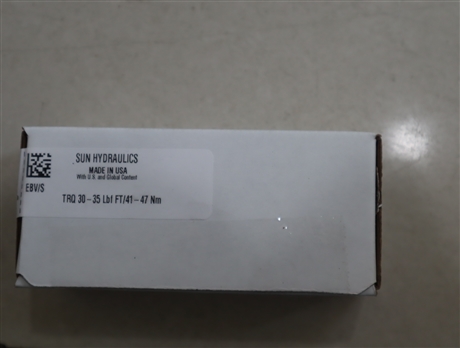 SUN HYDRAULICS
MADE IN USA
With U.S. and Global Content
EBV/S
TRQ 30-35 Lbf FT/41-47 Nm